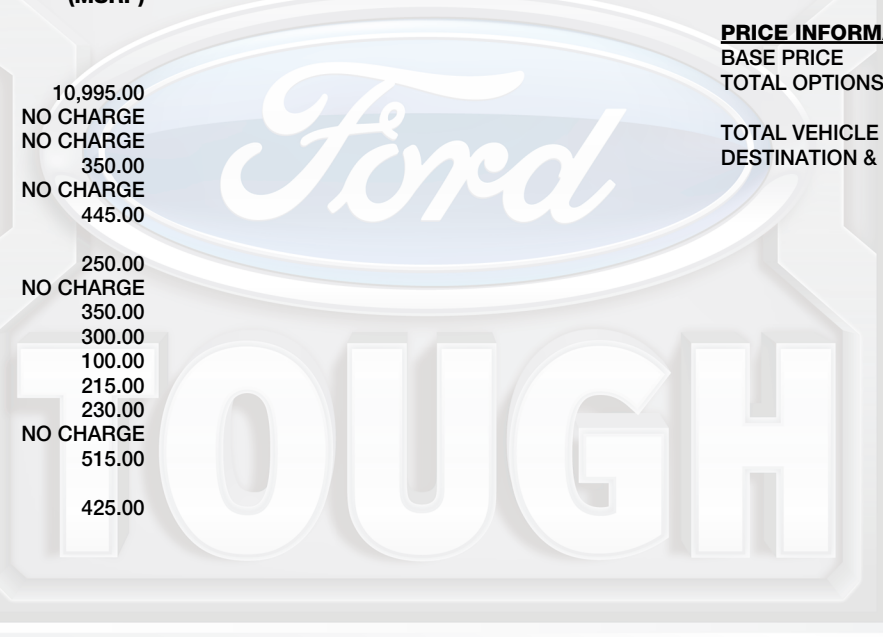 (MSRP)
10,995.00
NO CHARGE
NO CHARGE
350.00
NO CHARGE
445.00
250.00
NO CHARGE
350.00
300.00
100.00
215.00
230.00
NO CHARGE
515.00
425.00
PRICE INFORMA
BASE PRICE
TOTAL OPTIONS
TOTAL VEHICLE
DESTINATION &
Ford
TOUGH